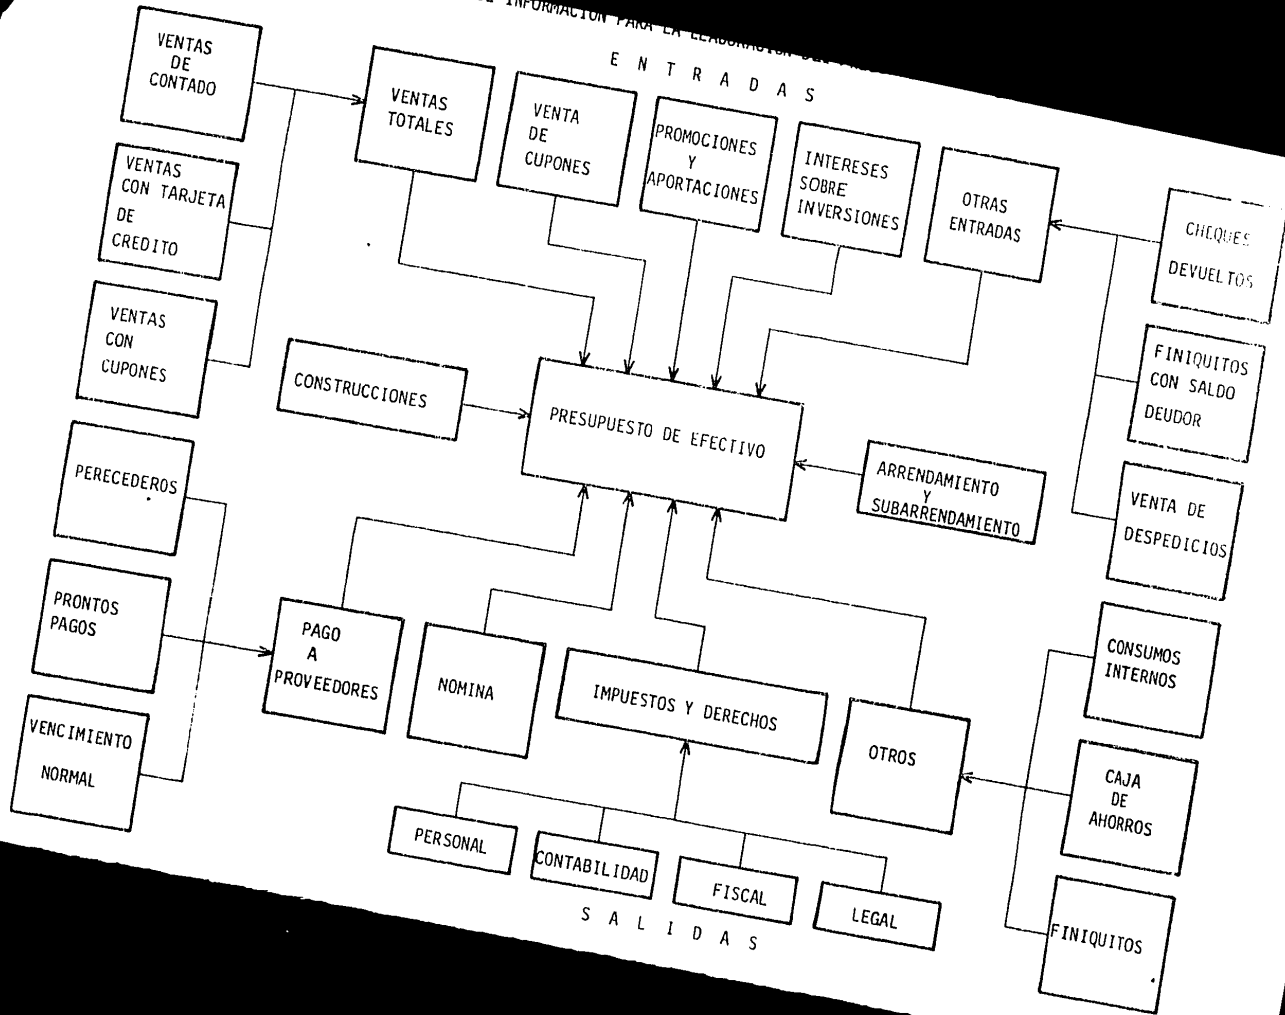 INFORMACION PARA LA ELABORACION DEL
E N T R A D A S
VENTAS
DE
CONTADO
VENTAS
TOTALES
VENTA
DE
CUPONES
PROMOCIONES
Y
APORTACIONES
INTERESES
SOBRE
INVERSIONES
OTRAS
ENTRADAS
CHEQUES
DEVUELTOS
VENTAS
CON TARJETA
DE
CREDITO
VENTAS
CON
CUPONES
CONSTRUCCIONES
PRESUPUESTO DE EFECTIVO
FINIQUITOS
CON SALDO
DEUDOR
ARRENDAMIENTO
Y
SUBARRENDAMIENTO
VENTA DE
DESPEDICIOS
PERECEDEROS
PRONTOS
PAGOS
VENCIMIENTO
NORMAL
PAGO
A
PROVEEDORES
NOMINA
IMPUESTOS Y DERECHOS
OTROS
CONSUMOS
INTERNOS
CAJA
DE
AHORROS
FINIQUITOS
PERSONAL
CONTABILIDAD
FISCAL
LEGAL
S A L I D A S